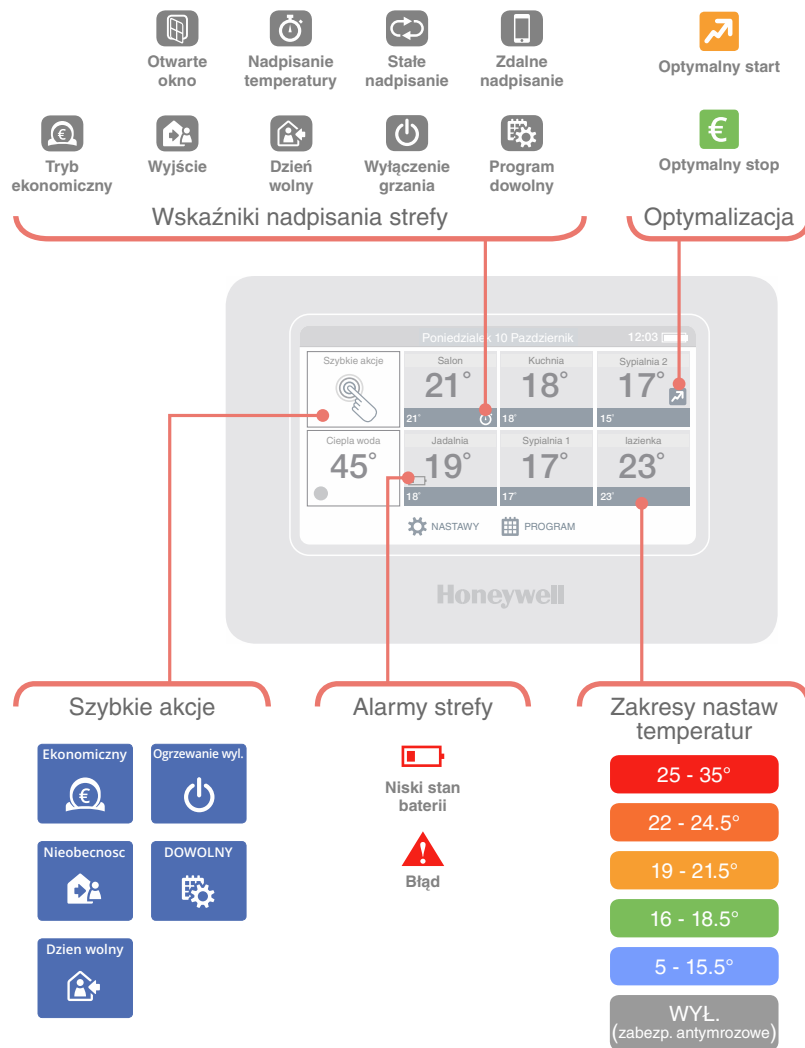 Otwarte
okno
Nadpisanie
temperatury
Stałe
nadpisanie
Zdalne
nadpisanie
Optymalny start
Tryb
ekonomiczny
Wyjście
Dzień
wolny
Wyłączenie
grzania
Program
dowolny
Optymalny stop
Wskaźniki nadpisania strefy
Optymalizacja
Poniedzialek 10 Pazdziernik 12:03
Szybkie akcje
Salon
21°
21°
Kuchnia
18°
18°
Sypialnia 2
17°
15°
Ciepla woda
45°
Jadalnia
19°
18°
Sypialnia 1
17°
17°
lazienka
23°
23°
NASTAWY
PROGRAM
Honeywell
Szybkie akcje
Ekonomiczny
Ogrzewanie wyl.
Nieobecnosc
DOWOLNY
Dzien wolny
Alarmy strefy
Niski stan
baterii
Błąd
Zakresy nastaw
temperatur
25 - 35°
22 - 24.5°
19 - 21.5°
16 - 18.5°
5 - 15.5°
WYŁ.
(zabezp. antymrozowe)